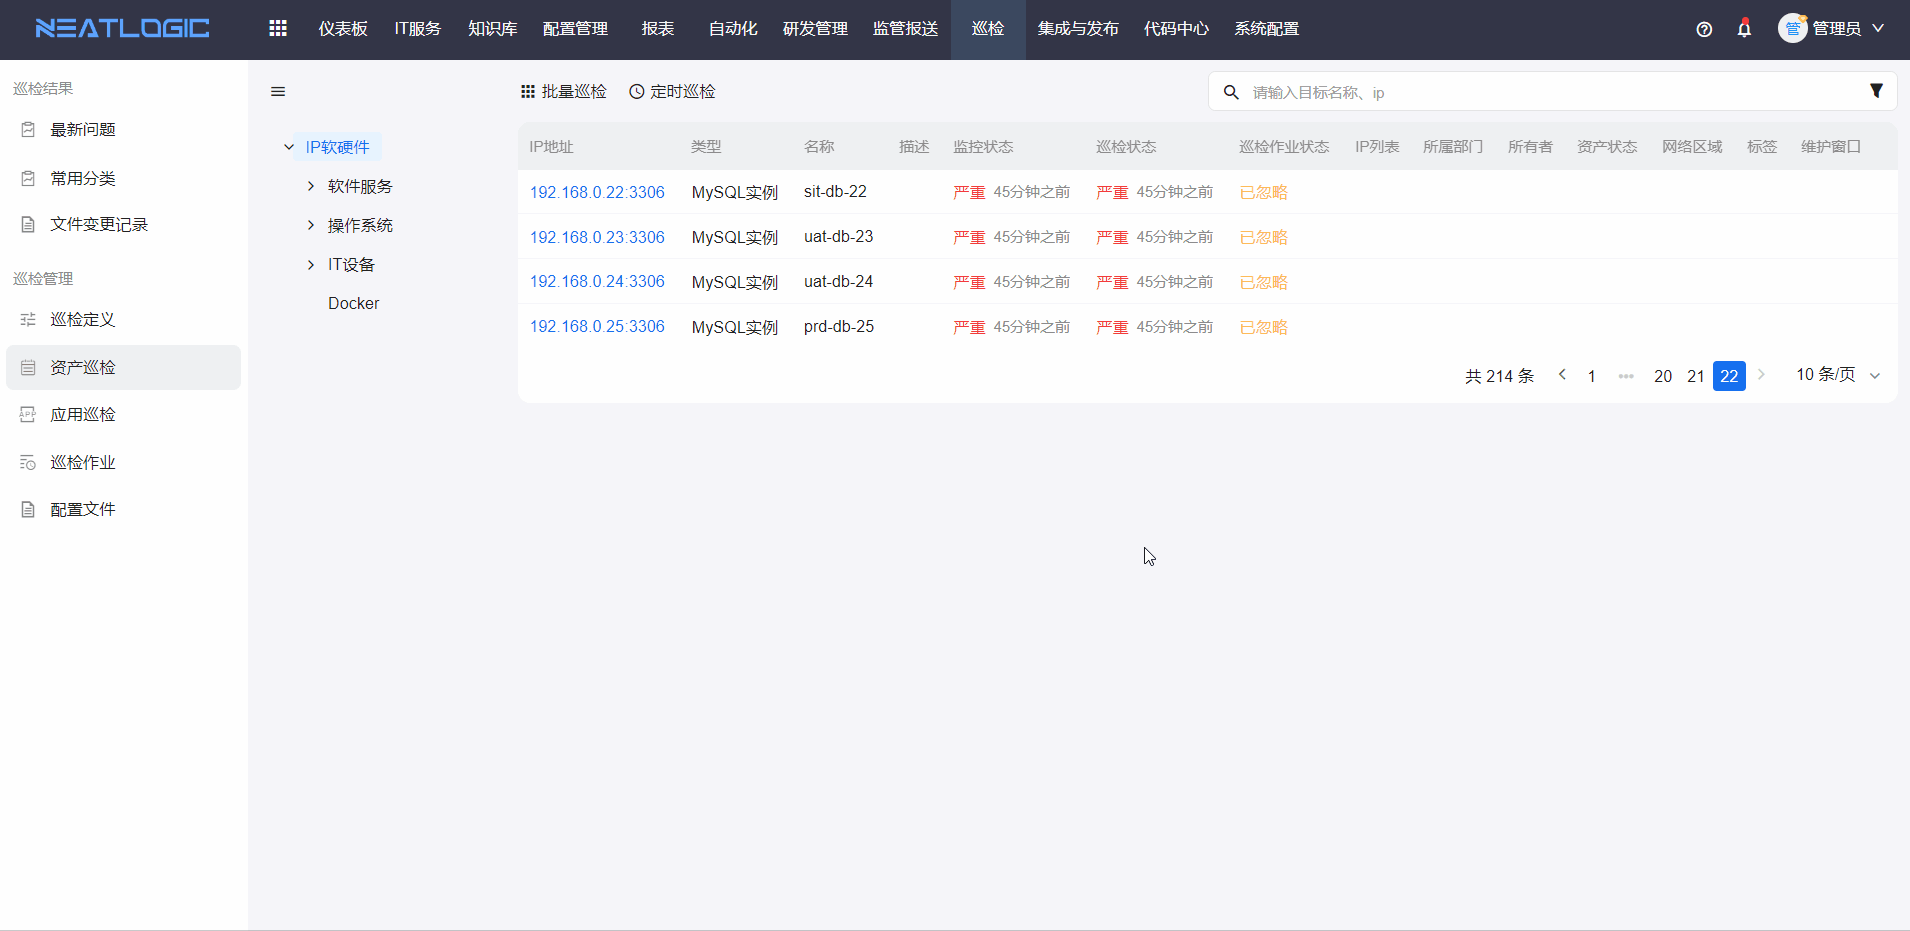 NEATLOGIC 仪表板 IT服务 知识库 配置管理 报表 自动化 研发管理 监管报送 巡检 集成与发布 代码中心 系统配置 管 管理员
巡检结果
最新问题
常用分类
文件变更记录
巡检管理
巡检定义
资产巡检
APP 应用巡检
巡检作业
配置文件
批量巡检 定时巡检 请输入目标名称、ip
IP软硬件
软件服务
操作系统
IT设备
Docker
IP地址 类型 名称 描述 监控状态 巡检状态 巡检作业状态 IP列表 所属部门 所有者 资产状态 网络区域 标签 维护窗口
192.168.0.22:3306 MySQL实例 sit-db-22 严重 45分钟之前 严重 45分钟之前 已忽略
192.168.0.23:3306 MySQL实例 uat-db-23 严重 45分钟之前 严重 45分钟之前 已忽略
192.168.0.24:3306 MySQL实例 uat-db-24 严重 45分钟之前 严重 45分钟之前 已忽略
192.168.0.25:3306 MySQL实例 prd-db-25 严重 45分钟之前 严重 45分钟之前 已忽略
共 214 条 1 ••• 20 21 22 10 条/页